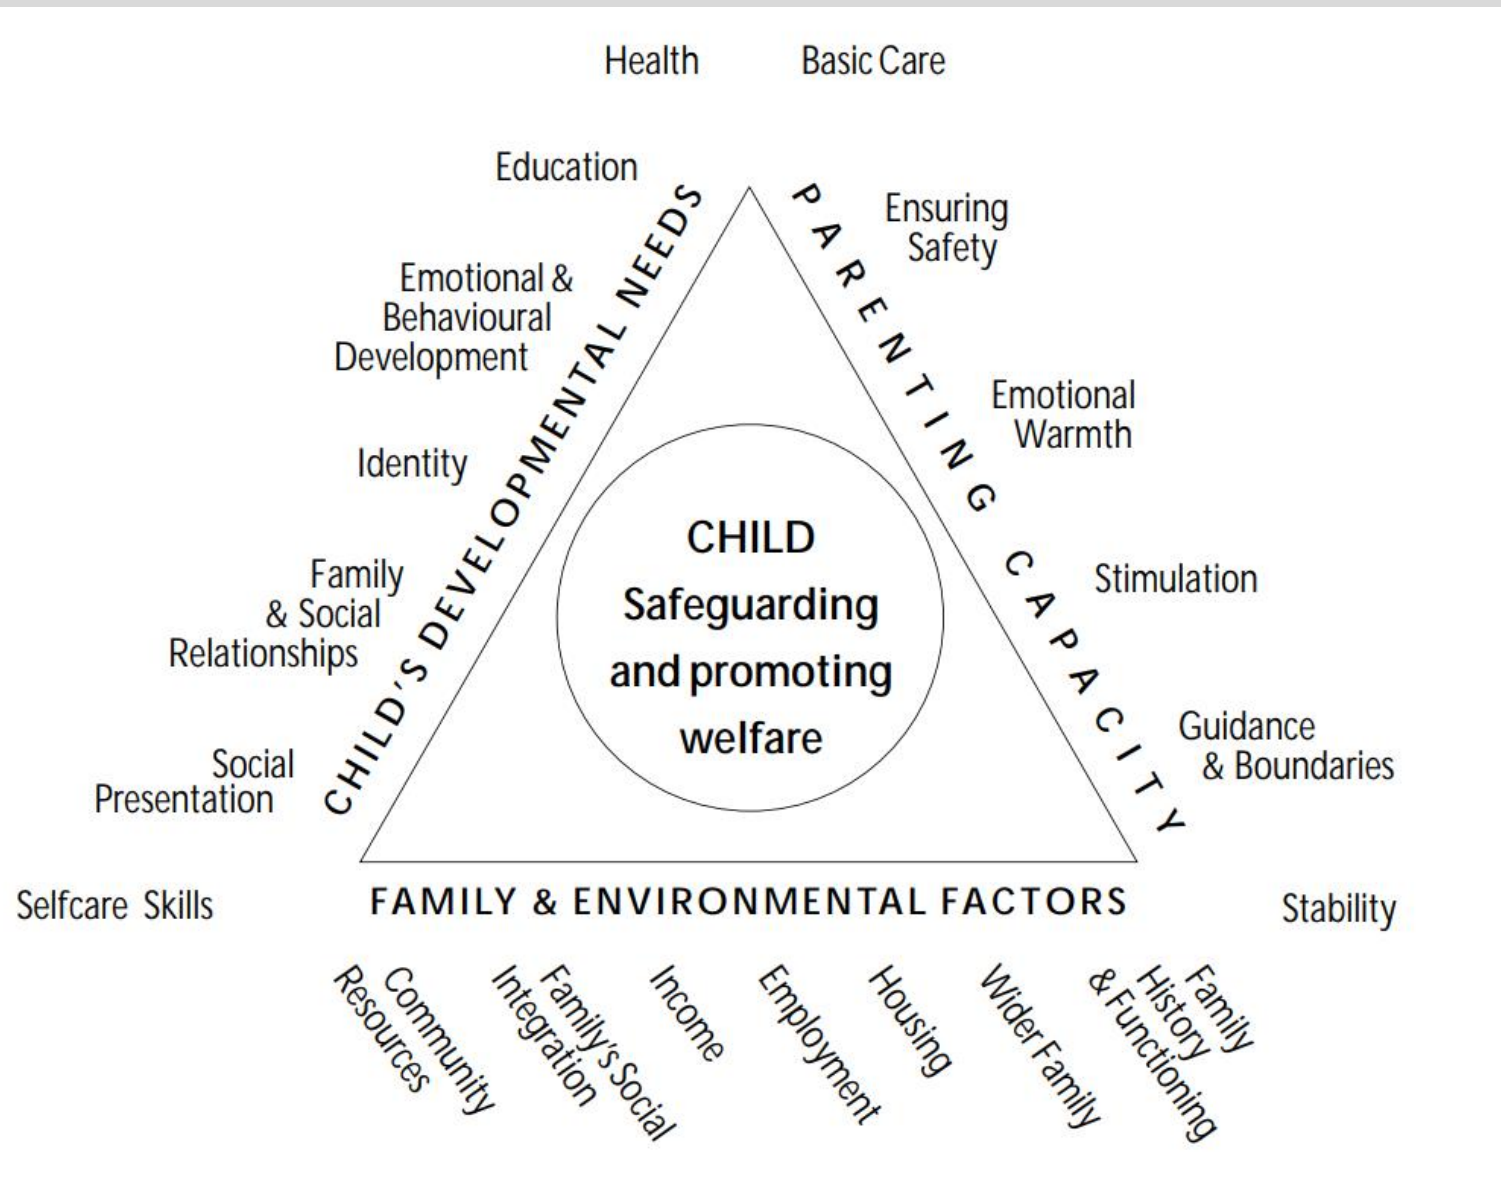 Health
Basic Care
Education
Emotional &
Behavioural
Development
Identity
Family
& Social
Relationships
Social
Presentation
Selfcare Skills
CHILD'S DEVELOPMENTAL NEEDS
PARENTING CAPACITY
Ensuring
Safety
Emotional
Warmth
Stimulation
Guidance
& Boundaries
Stability
CHILD
Safeguarding
and promoting
welfare
FAMILY & ENVIRONMENTAL FACTORS
Community
Resources
Family's Social
Integration
Income
Employment
Housing
Wider Family
Family
History
& Functioning